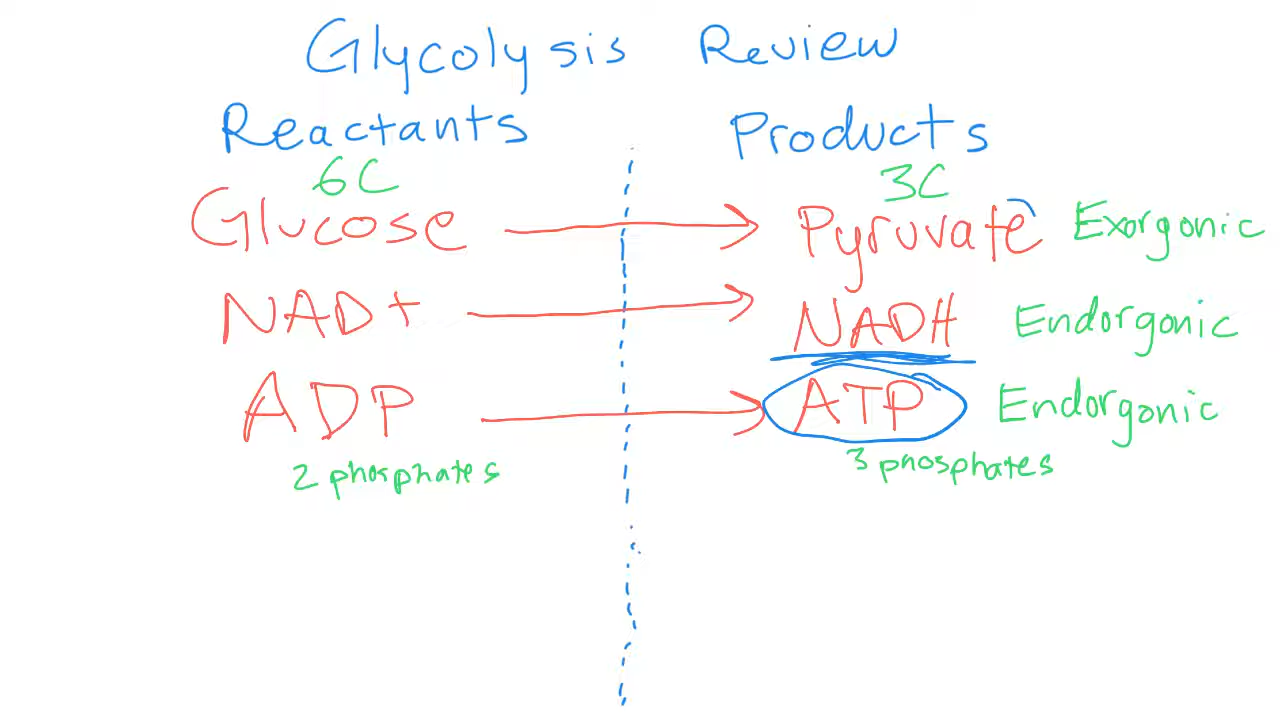 Glycolysis Review
Reactants Products
6C 3C
Glucose Pyruvate Exorgonic
NAD+ NADH Endorgonic
ADP ATP Endorgonic
2 phosphates 3 phosphates